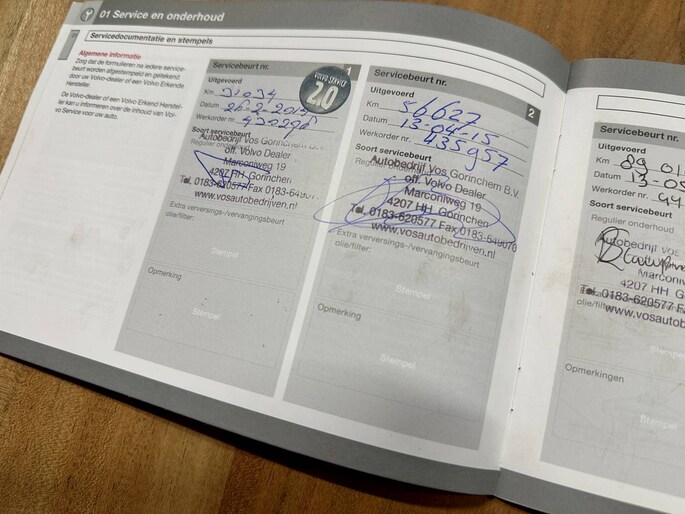 01 Service en onderhoud
Servicedocumentatie en stempels
Algemene informatie
Zorg dat de formulieren na iedere service-
beurt worden afgestempeld en getekend
door uw Volvo-dealer of een Volvo Erkende
Hersteller.
De Volvo-dealer of een Volvo Erkend Herstel-
ler kan u informeren over de inhoud van Vol-
vo Service voor uw auto.
Servicebeurt nr.
1
VOLVO SERVICE
2.0
Uitgevoerd
Km 31034
Datum
Werkorder nr.
Soort servicebeurt
Autobedrijf Vos Gorinchem B.V.
Regulier
off. Volvo Dealer
Marconiweg 19
4207 HH Gorinchem
Tel. 0183-620577 Fax 0183-
www.vosautobedrijven.nl
Extra verversings-/vervangingsbeurt
olie/filter:
Stempel
Opmerking
Stempel
Servicebeurt nr.
2
Uitgevoerd
Km 56627
Datum 13-04-15
Werkorder nr. 435957
Soort servicebeurt
Autobedrijf Vos Gorinchem B.V.
Regulier onderhoud
off. Volvo Dealer
Marconiweg 19
4207 HH Gorinchem
Tel. 0183-620577 Fax 0183-649076
www.vosautobedrijven.nl
Extra verversings-/vervangingsbeurt
olie/filter:
Stempel
Opmerking
Stempel
Servicebeurt nr.
Uitgevoerd
Km
Datum
Werkorder nr.
Soort servicebeurt
Regulier onderhoud
Autobedrijf VOS
Marconiw
4207 HH
Tel. 0183-620577 F
www.vosautob
olie/filter:
Stempel
Opmerkingen
Stempel